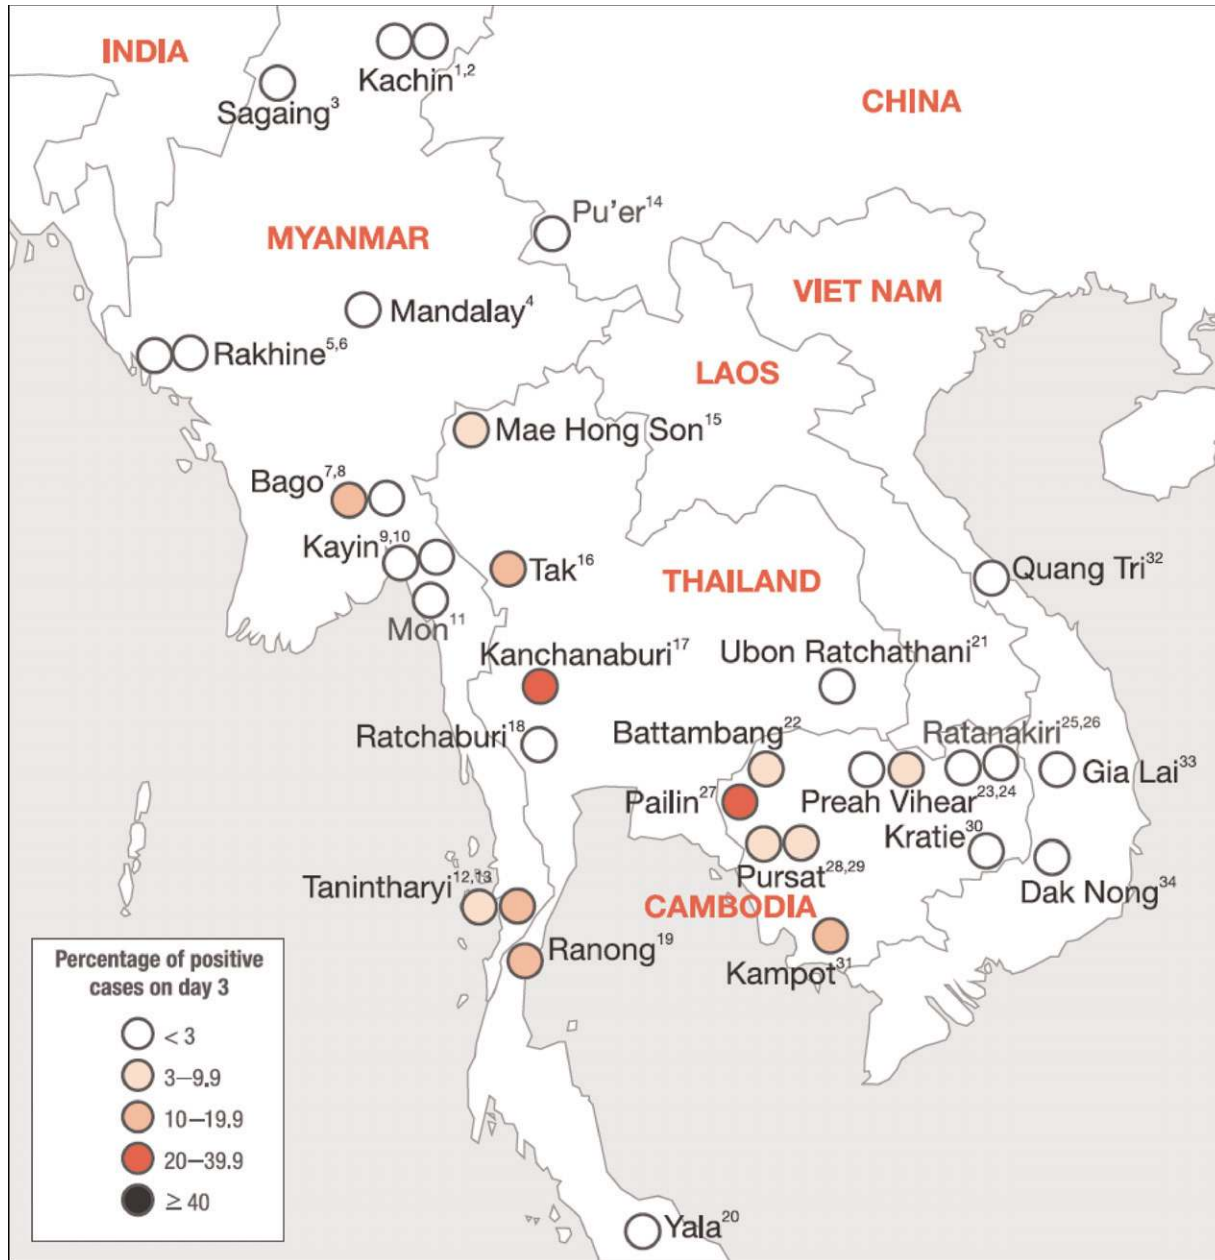 INDIA
Kachin1,2
Sagaing3
CHINA
Pu’er14
MYANMAR
VIET NAM
Mandalay4
Rakhine5,6
LAOS
Mae Hong Son15
Bago7,8
Kayin9,10
Tak16
THAILAND
Quang Tri32
Mon11
Kanchanaburi17
Ubon Ratchathani21
Ratchaburi18
Battambang22
Ratanakiri25,26
Gia Lai33
Pailin27
Preah Vihear23,24
Kratie30
Pursat28,29
Tanintharyi12,13
Dak Nong34
CAMBODIA
Ranong19
Kampot31
Percentage of positive
cases on day 3
< 3
3–9.9
10–19.9
20–39.9
≥ 40
Yala20